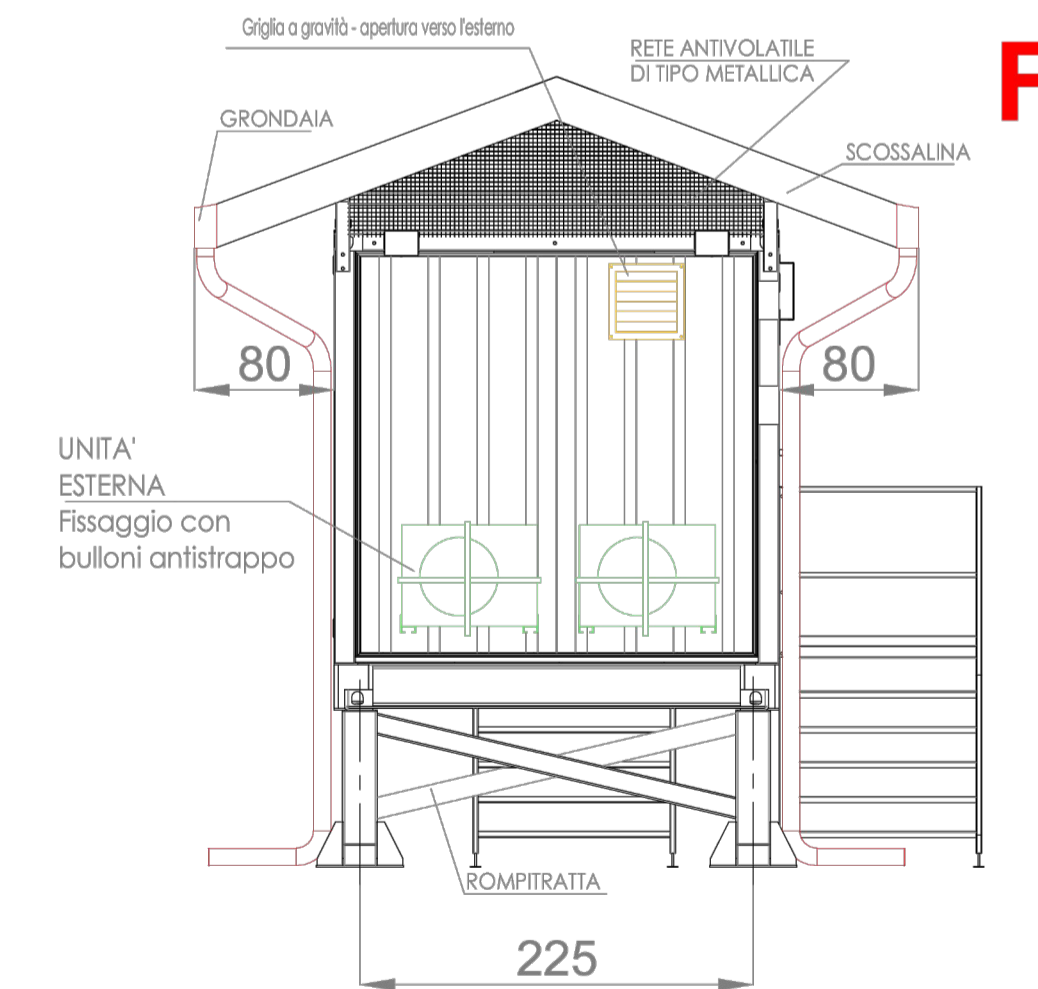 Griglia a gravità - apertura verso l'esterno
RETE ANTIVOLATILE
DI TIPO METALLICA
F
GRONDAIA
SCOSSALINA
80
80
UNITA'
ESTERNA
Fissaggio con
bulloni antistrappo
ROMPITRATTA
225